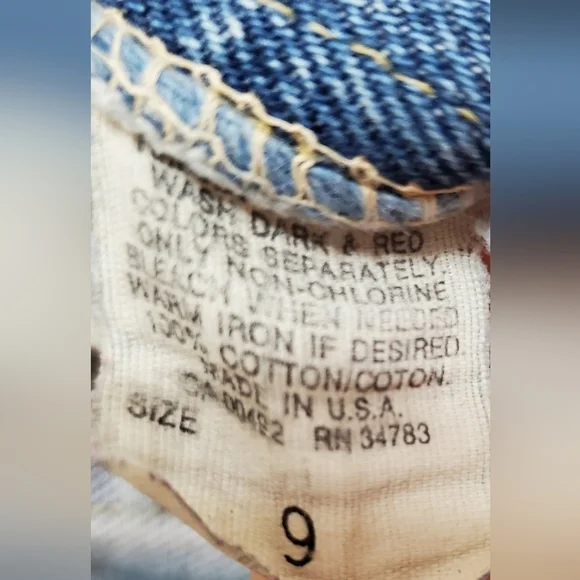 WASH DARK & RED
COLORS SEPARATELY.
ONLY NON-CHLORINE
BLEACH WHEN NEEDED
WARM IRON IF DESIRED.
100% COTTON/COTON.
MADE IN U.S.A.
CA 00492 RN 34783
SIZE
9